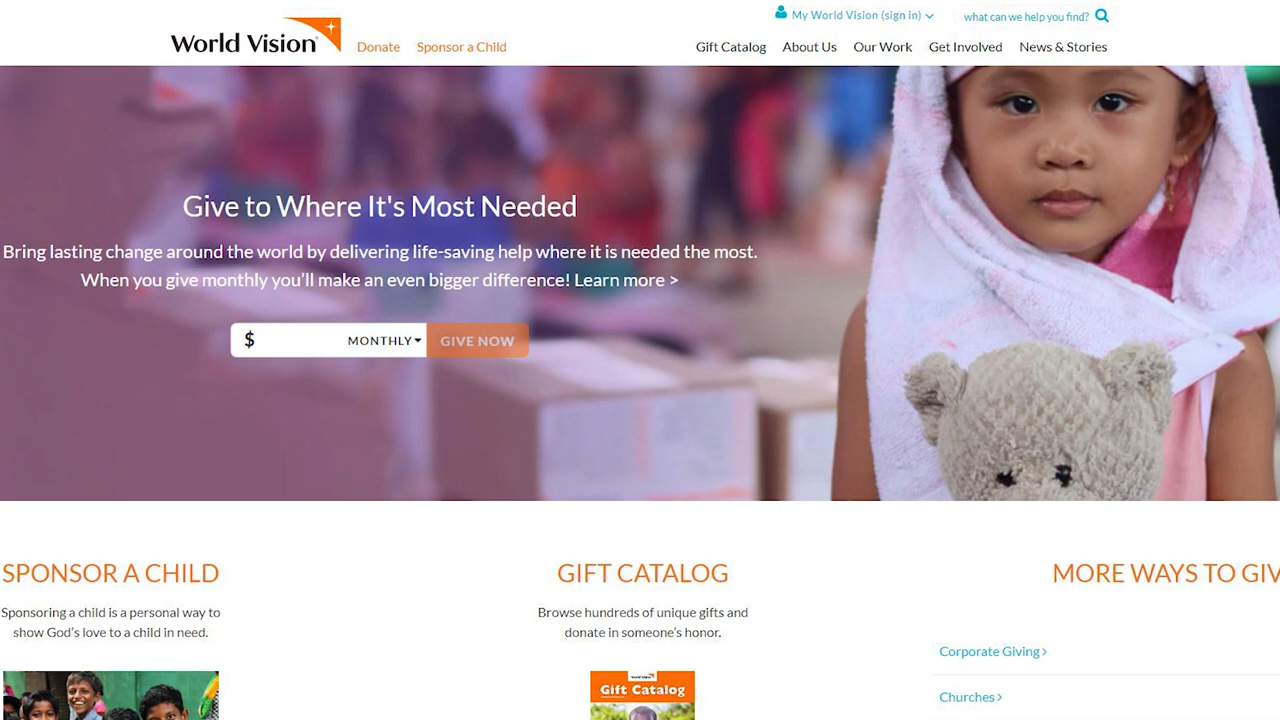 My World Vision (sign in)
what can we help you find?
World Vision
Donate
Sponsor a Child
Gift Catalog
About Us
Our Work
Get Involved
News & Stories
Give to Where It's Most Needed
Bring lasting change around the world by delivering life-saving help where it is needed the most.
When you give monthly you’ll make an even bigger difference! Learn more >
$
MONTHLY
GIVE NOW
SPONSOR A CHILD
Sponsoring a child is a personal way to
show God’s love to a child in need.
GIFT CATALOG
Browse hundreds of unique gifts and
donate in someone’s honor.
World Vision
Gift Catalog
MORE WAYS TO GIV
Corporate Giving >
Churches >